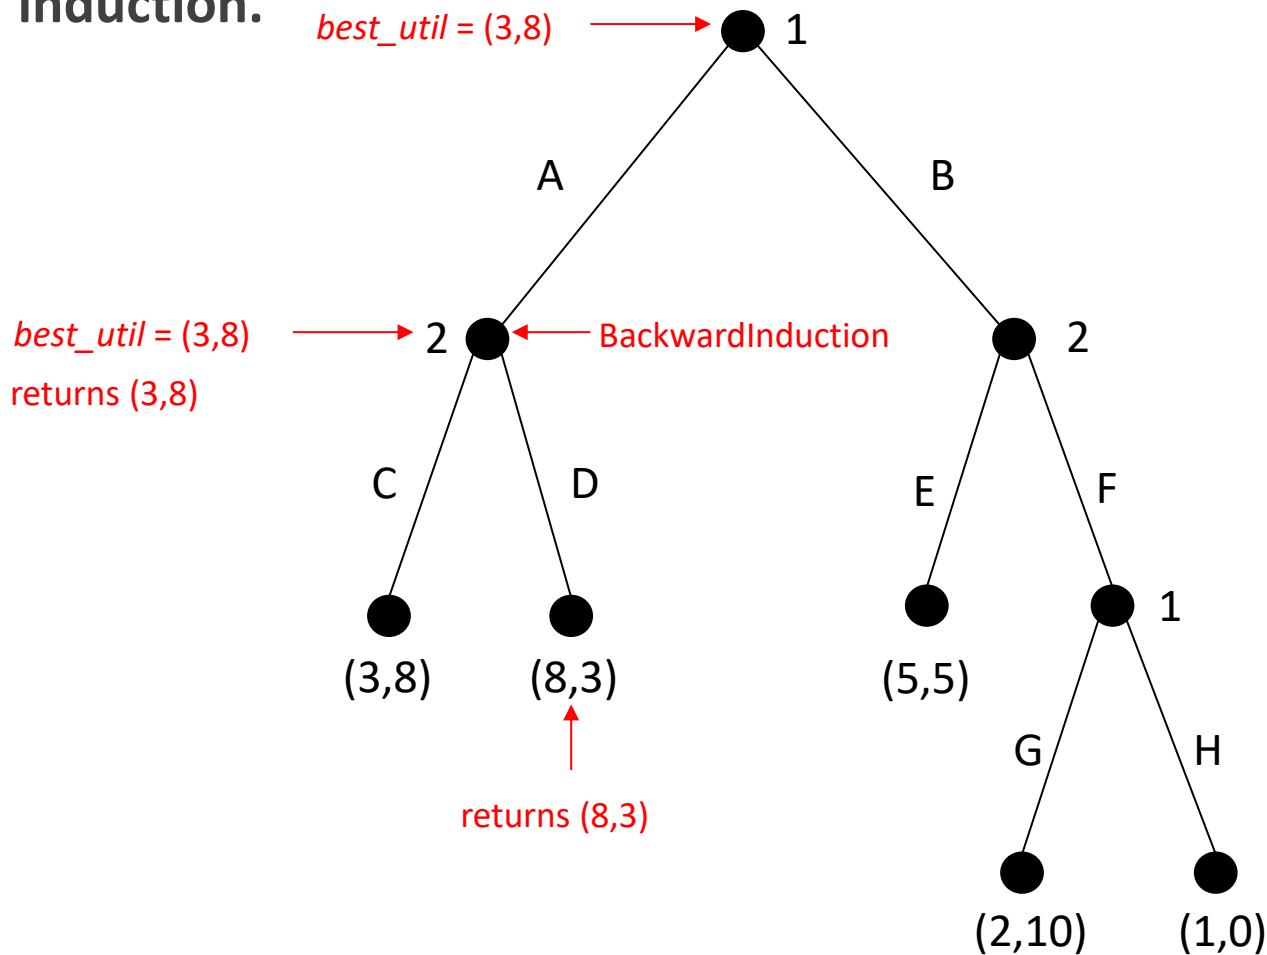 induction.
best_util = (3,8)
1
A
B
best_util = (3,8)
2
BackwardInduction
2
returns (3,8)
C
D
E
F
1
(3,8)
(8,3)
(5,5)
G
H
returns (8,3)
(2,10)
(1,0)